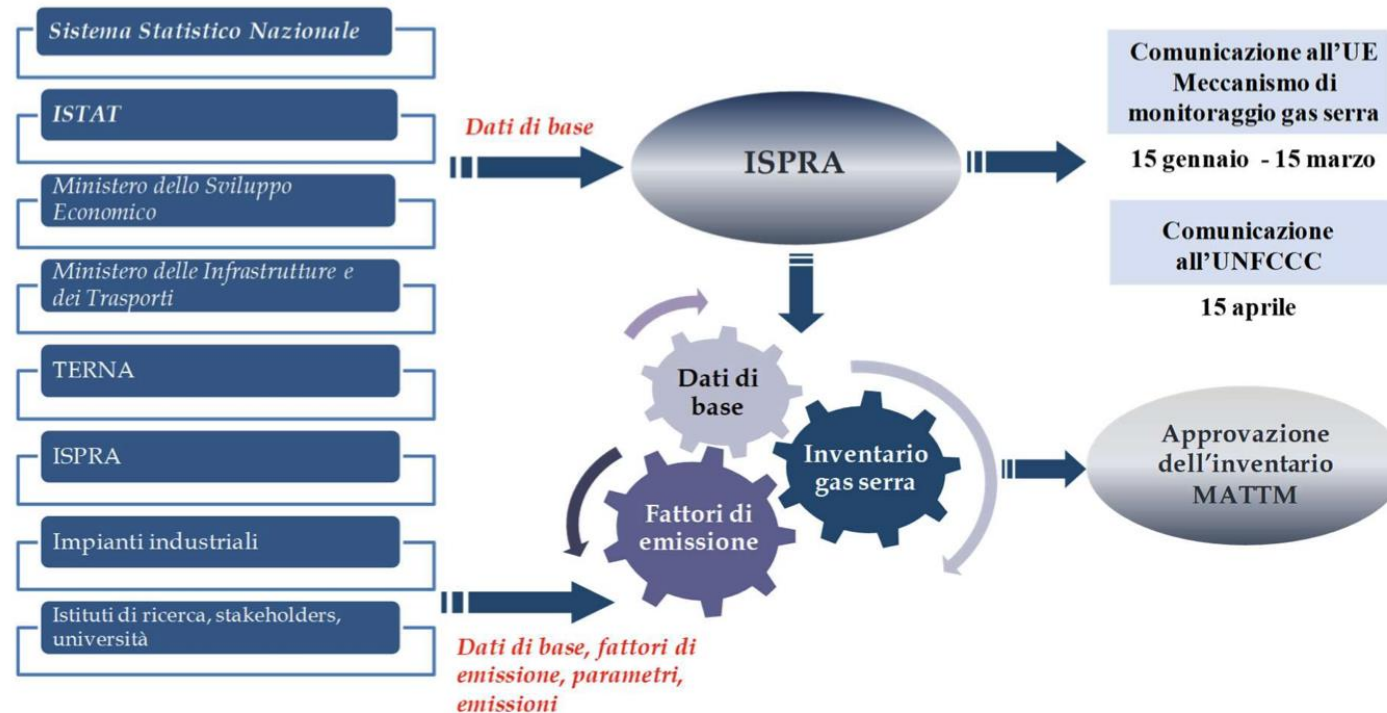 Sistema Statistico Nazionale
ISTAT
Ministero dello Sviluppo
Economico
Ministero delle Infrastrutture e
dei Trasporti
TERNA
ISPRA
Impianti industriali
Istituti di ricerca, stakeholders,
università
Dati di base
Dati di base, fattori di
emissione, parametri,
emissioni
ISPRA
Dati di
base
Inventario
gas serra
Fattori di
emissione
Comunicazione all'UE
Meccanismo di
monitoraggio gas serra
15 gennaio - 15 marzo
Comunicazione
all'UNFCCC
15 aprile
Approvazione
dell'inventario
MATTM